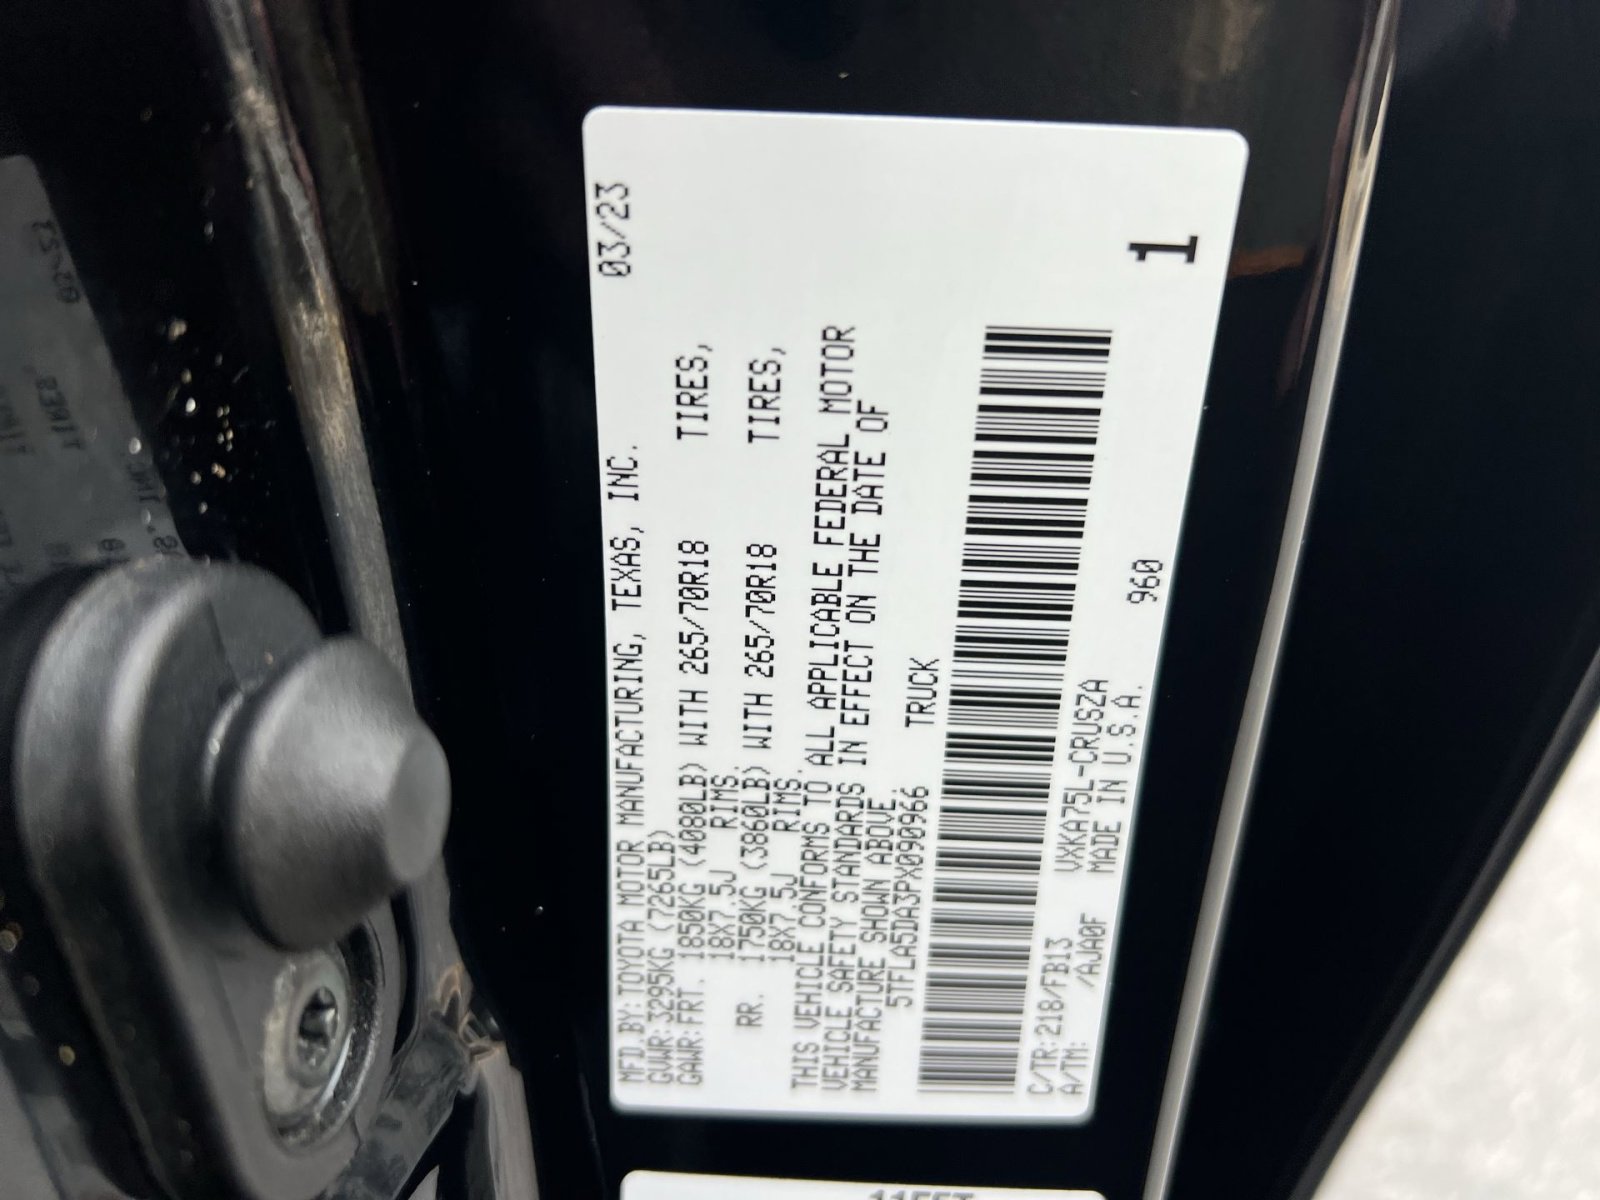 03/23
MFD.BY: TOYOTA MOTOR MANUFACTURING, TEXAS, INC.
GVWR: 3295KG (7265LB)
GAWR: FRT. 1850KG (4080LB) WITH 265/70R18 TIRES,
18X7.5J RIMS.
RR. 1750KG (3860LB) WITH 265/70R18 TIRES,
18X7.5J RIMS.
THIS VEHICLE CONFORMS TO ALL APPLICABLE FEDERAL MOTOR
VEHICLE SAFETY STANDARDS IN EFFECT ON THE DATE OF
MANUFACTURE SHOWN ABOVE.
5TFLA5DA3PX090966 TRUCK
C/TR: 218/FB13 VXKA75L-CRUSZA 960
A/TM: /AJA0F MADE IN U.S.A.
1